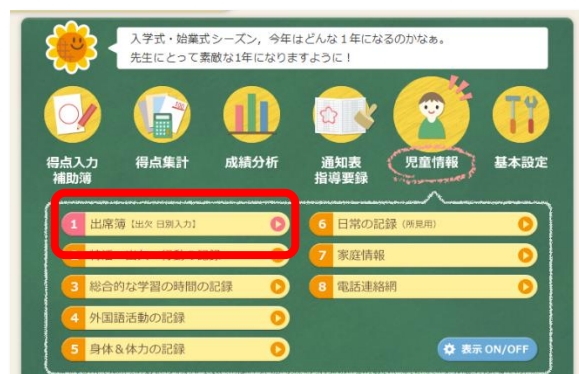 入学式・始業式シーズン，今年はどんな１年になるのかなぁ。
先生にとって素敵な1年になりますように！
得点入力
補助簿
得点集計
成績分析
通知表
指導要録
児童情報
基本設定
1 出席簿【出欠 日別入力】
3 総合的な学習の時間の記録
4 外国語活動の記録
5 身体＆体力の記録
6 日常の記録（所見用）
7 家庭情報
8 電話連絡網
表示 ON/OFF